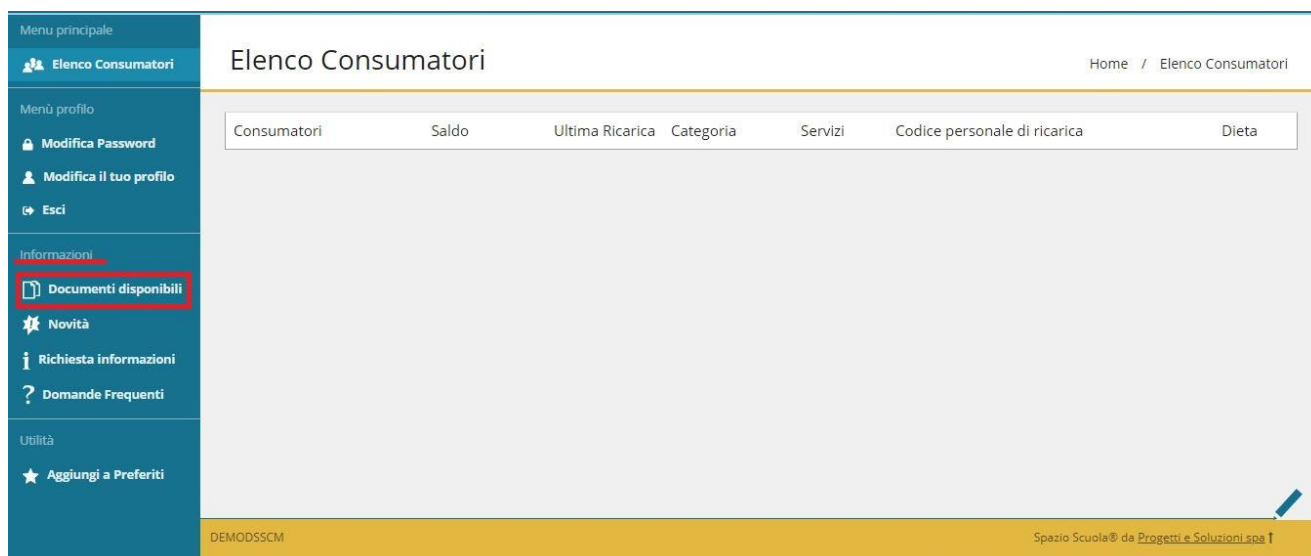 Menu principale
Elenco Consumatori
Menù profilo
Modifica Password
Modifica il tuo profilo
Esci
Informazioni
Documenti disponibili
Novità
Richiesta informazioni
Domande Frequenti
Utilità
Aggiungi a Preferiti
Elenco Consumatori
Home / Elenco Consumatori
Consumatori Saldo Ultima Ricarica Categoria Servizi Codice personale di ricarica Dieta
DEMODSSCM
Spazio Scuola® da Progetti e Soluzioni spa